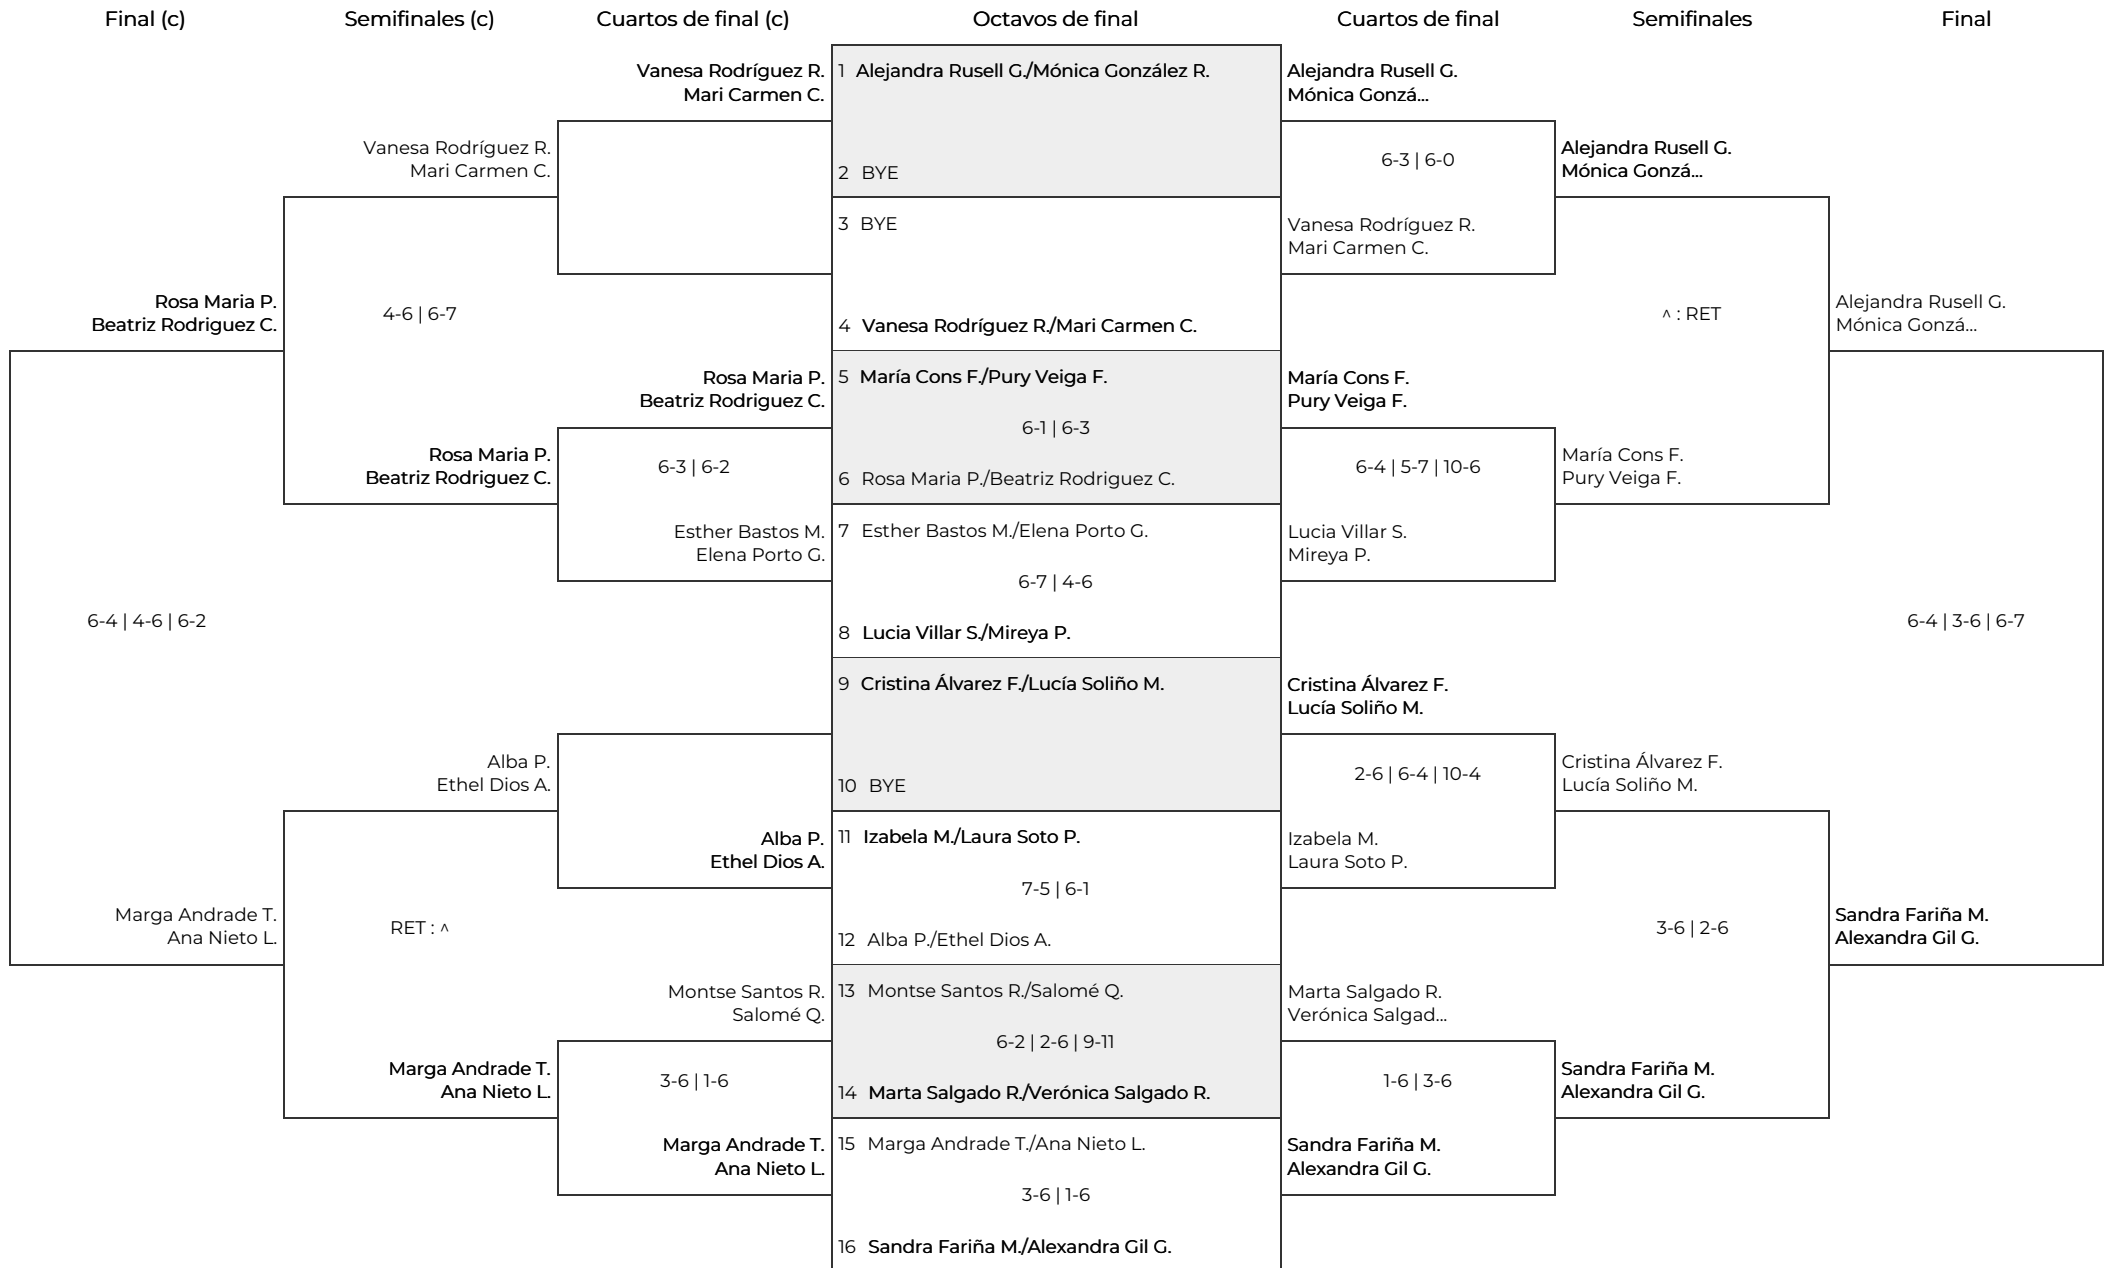 Final (c)
Semifinales (c)
Cuartos de final (c)
Octavos de final
Cuartos de final
Semifinales
Final
Rosa Maria P.
Beatriz Rodriguez C.
6-4 | 4-6 | 6-2
Marga Andrade T.
Ana Nieto L.
Vanesa Rodríguez R.
Mari Carmen C.
4-6 | 6-7
Rosa Maria P.
Beatriz Rodriguez C.
Alba P.
Ethel Dios A.
RET : ^
Marga Andrade T.
Ana Nieto L.
Vanesa Rodríguez R.
Mari Carmen C.
Rosa Maria P.
Beatriz Rodriguez C.
6-3 | 6-2
Esther Bastos M.
Elena Porto G.
Alba P.
Ethel Dios A.
Montse Santos R.
Salomé Q.
3-6 | 1-6
Marga Andrade T.
Ana Nieto L.
1 Alejandra Rusell G./Mónica González R.
2 BYE
3 BYE
4 Vanesa Rodríguez R./Mari Carmen C.
5 María Cons F./Pury Veiga F.
6-1 | 6-3
6 Rosa Maria P./Beatriz Rodriguez C.
7 Esther Bastos M./Elena Porto G.
6-7 | 4-6
8 Lucia Villar S./Mireya P.
9 Cristina Álvarez F./Lucía Soliño M.
10 BYE
11 Izabela M./Laura Soto P.
7-5 | 6-1
12 Alba P./Ethel Dios A.
13 Montse Santos R./Salomé Q.
6-2 | 2-6 | 9-11
14 Marta Salgado R./Verónica Salgado R.
15 Marga Andrade T./Ana Nieto L.
3-6 | 1-6
16 Sandra Fariña M./Alexandra Gil G.
Alejandra Rusell G.
Mónica Gonzá...
6-3 | 6-0
Vanesa Rodríguez R.
Mari Carmen C.
María Cons F.
Pury Veiga F.
6-4 | 5-7 | 10-6
Lucia Villar S.
Mireya P.
Cristina Álvarez F.
Lucía Soliño M.
2-6 | 6-4 | 10-4
Izabela M.
Laura Soto P.
Marta Salgado R.
Verónica Salgad...
1-6 | 3-6
Sandra Fariña M.
Alexandra Gil G.
Alejandra Rusell G.
Mónica Gonzá...
^ : RET
María Cons F.
Pury Veiga F.
Cristina Álvarez F.
Lucía Soliño M.
3-6 | 2-6
Sandra Fariña M.
Alexandra Gil G.
Alejandra Rusell G.
Mónica Gonzá...
6-4 | 3-6 | 6-7
Sandra Fariña M.
Alexandra Gil G.